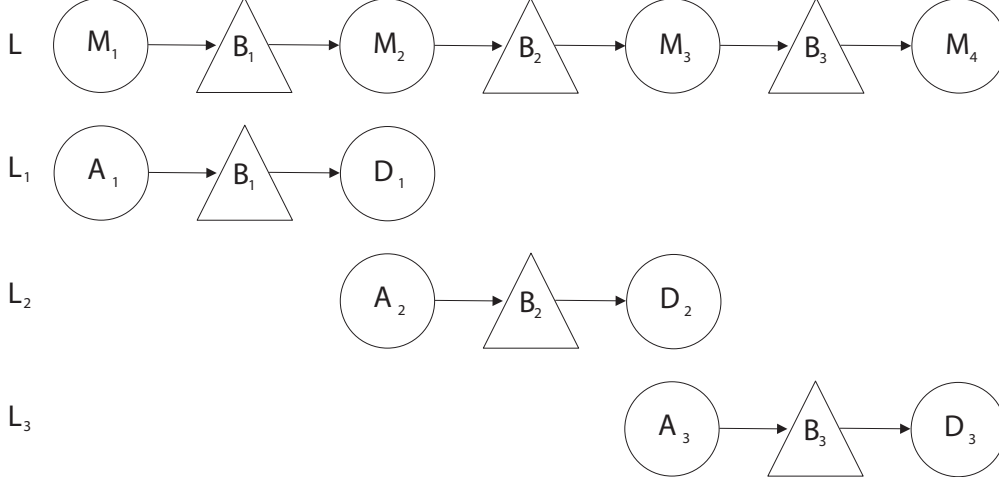 L M₁ B₁ M₂ B₂ M₃ B₃ M₄
L₁ A₁ B₁ D₁
L₂ A₂ B₂ D₂
L₃ A₃ B₃ D₃